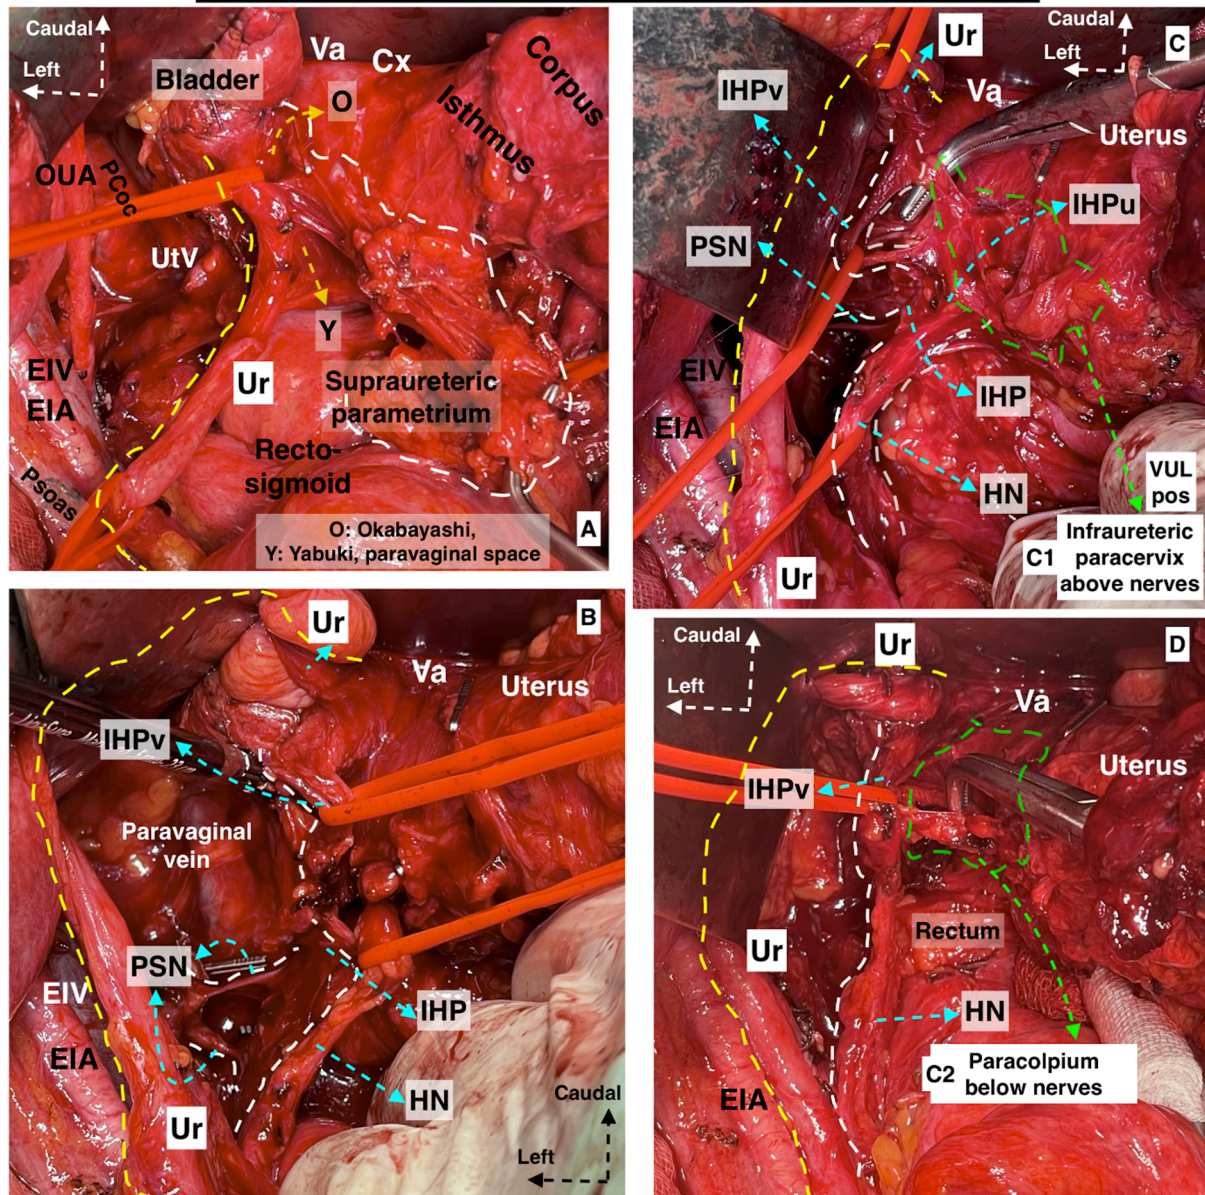 Caudal
Left
Bladder
Va
Cx
O
Isthmus
Corpus
OUA
PCoc
UtV
Y
EIV
EIA
Ur
Supraureteric
parametrium
Recto-
sigmoid
Psoas
O: Okabayashi,
Y: Yabuki, paravaginal space
A
Caudal
Left
C
Ur
IHPv
Va
Uterus
IHPu
PSN
EIV
EIA
IHP
HN
VUL
pos
Ur
C1
Infraureteric
paracervix
above nerves
B
Ur
Va
Uterus
IHPv
Paravaginal
vein
PSN
EIV
EIA
IHP
HN
Ur
Caudal
Left
Caudal
Left
Ur
D
Va
IHPv
Uterus
Rectum
Ur
HN
C2
Paracolpium
below nerves
EIA